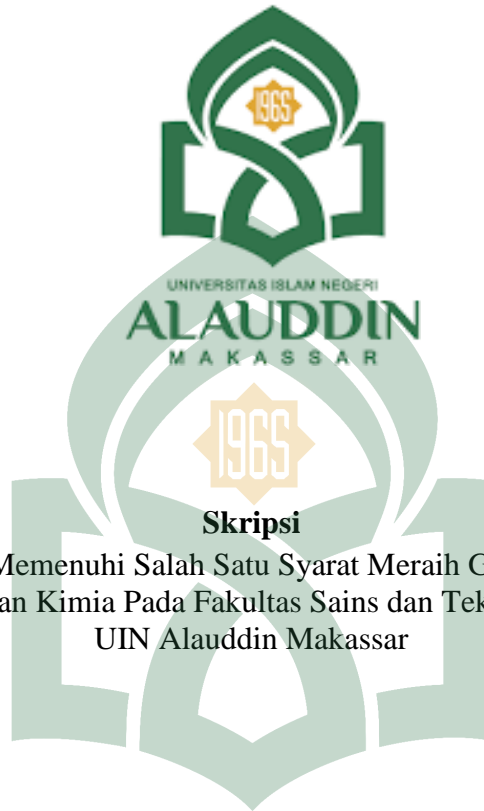 1965
UNIVERSITAS ISLAM NEGERI
ALAUDDIN
MAKASSAR
1965
Skripsi
Memenuhi Salah Satu Syarat Meraih G
an Kimia Pada Fakultas Sains dan Tek
UIN Alauddin Makassar